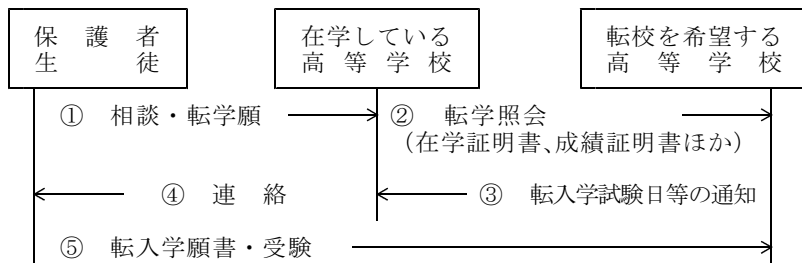 保護者
生徒
在学している
高等学校
転校を希望する
高等学校
① 相談・転学願
② 転学照会
(在学証明書、成績証明書ほか)
④ 連絡
③ 転入学試験日等の通知
⑤ 転入学願書・受験